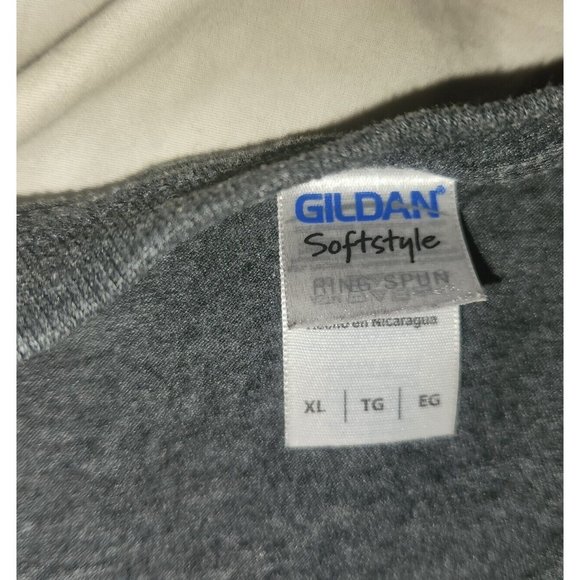 GILDAN®
Softstyle
RING SPUN
Hecho en Nicaragua
XL | TG | EG